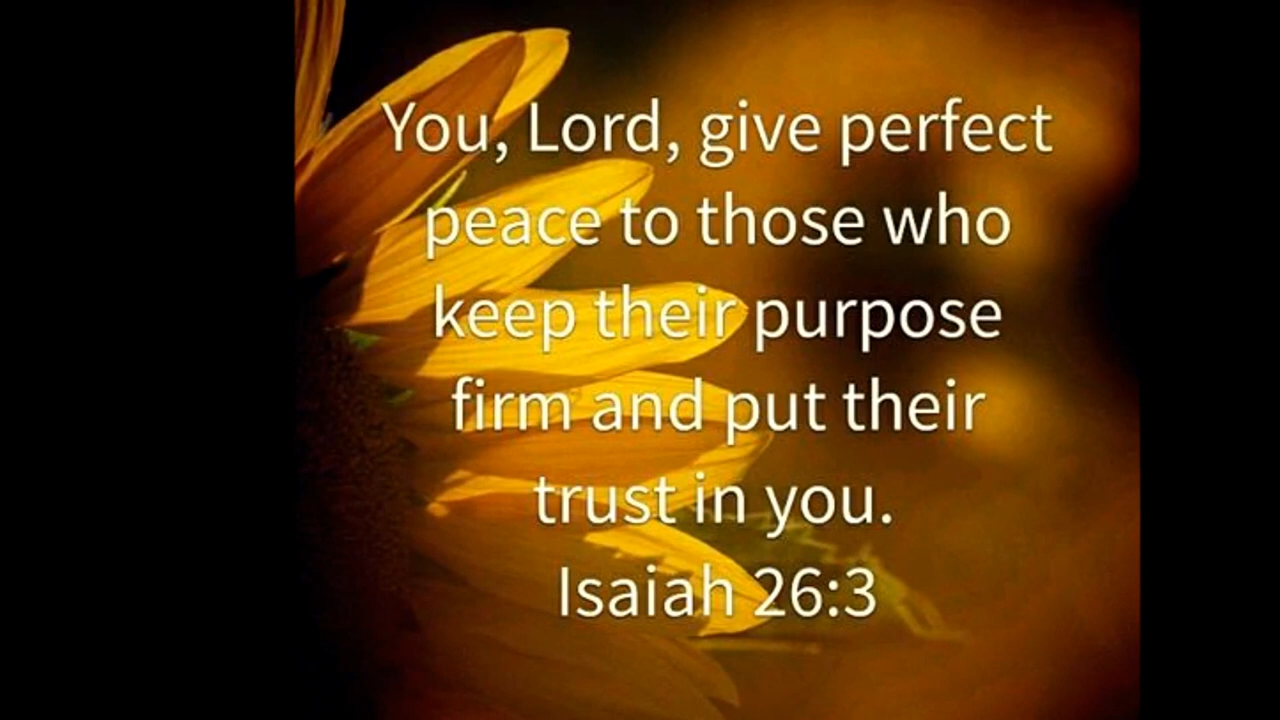 You, Lord, give perfect
peace to those who
keep their purpose
firm and put their
trust in you.
Isaiah 26:3